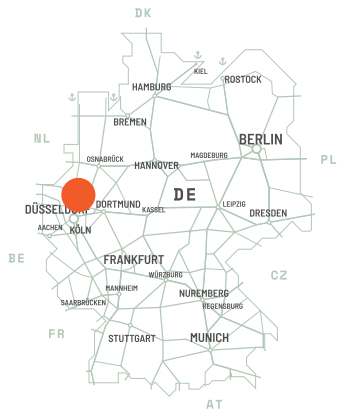 DK
KIEL
ROSTOCK
HAMBURG
BREMEN
NL
BERLIN
OSNABRÜCK
HANNOVER
MAGDEBURG
PL
DE
DÜSSELDORF
DORTMUND
KASSEL
LEIPZIG
DRESDEN
AACHEN
KÖLN
BE
FRANKFURT
WÜRZBURG
CZ
MANNHEIM
NUREMBERG
SAARBRÜCKEN
REGENSBURG
FR
STUTTGART
MUNICH
AT